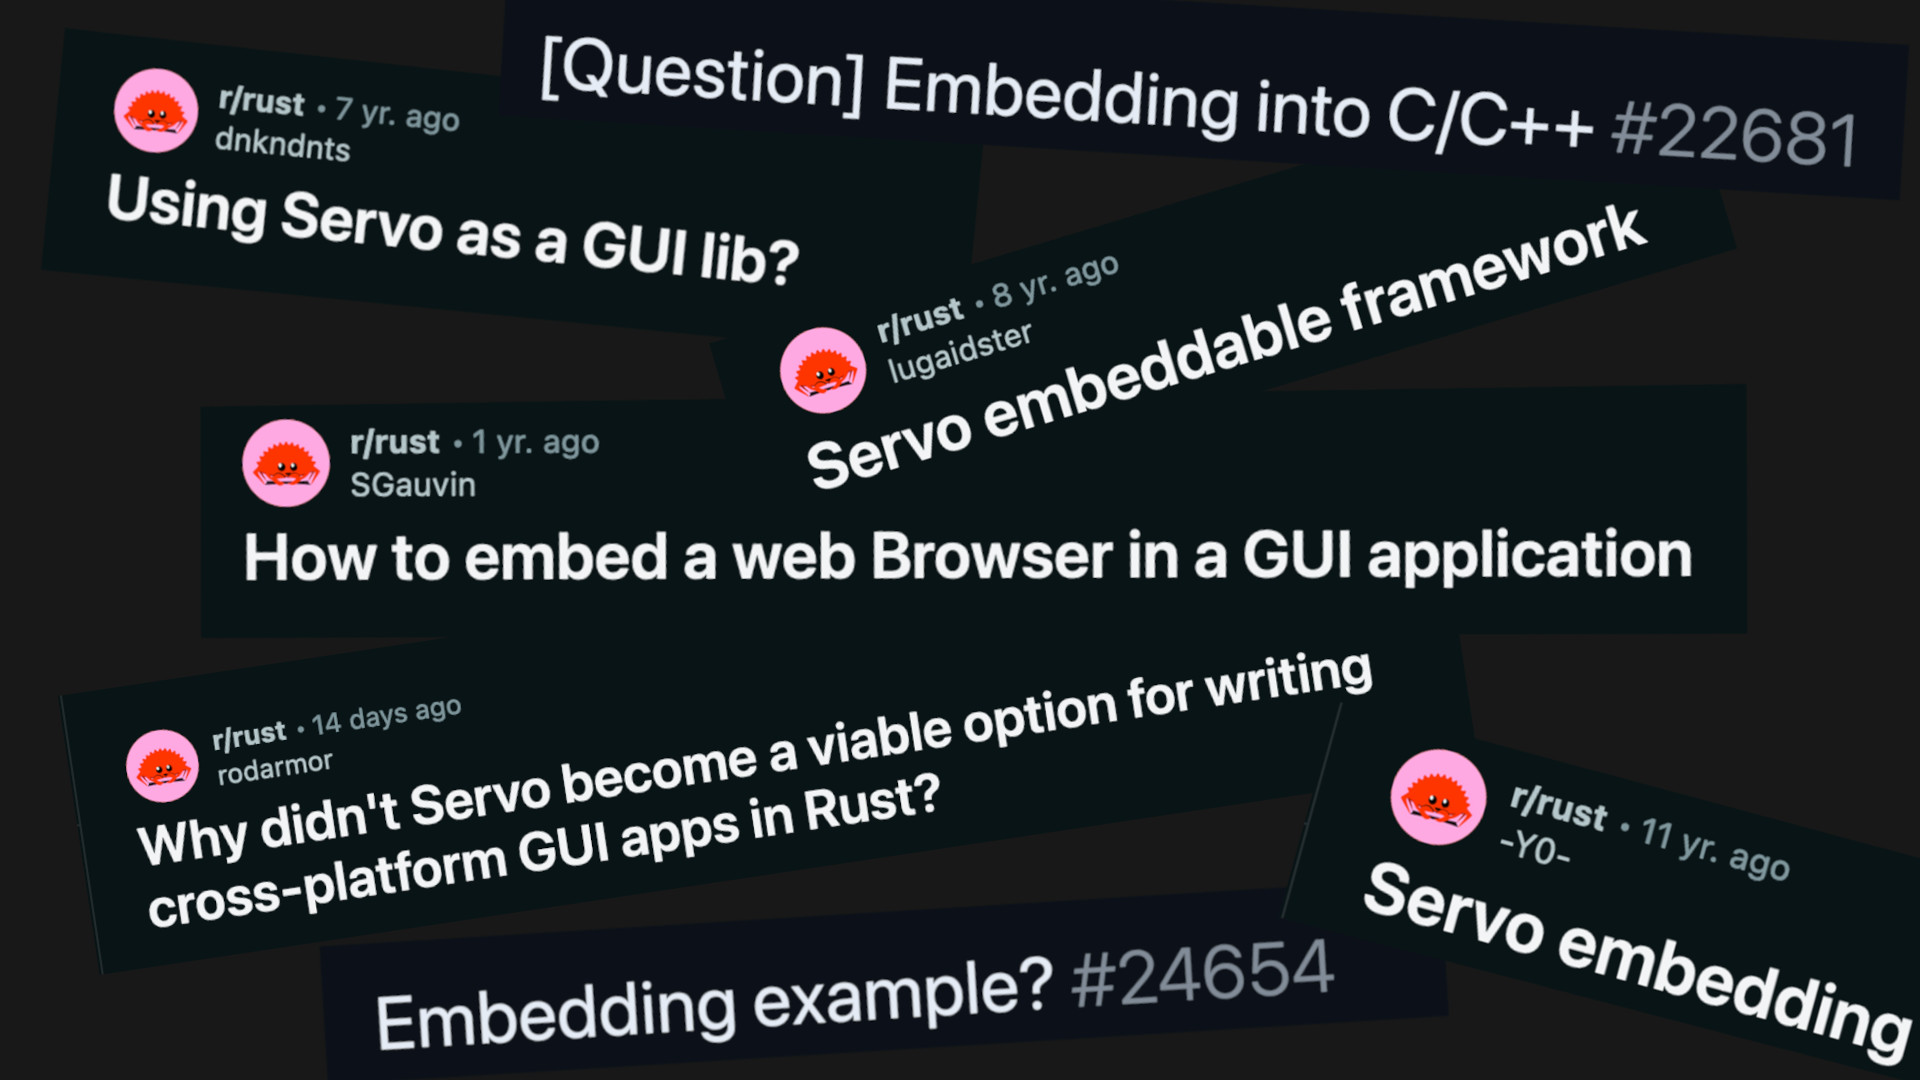 [Question] Embedding into C/C++ #22681
r/rust • 7 yr. ago
dnkndnts
Using Servo as a GUI lib?
r/rust • 8 yr. ago
lugaidster
Servo embeddable framework
r/rust • 1 yr. ago
SGauvin
How to embed a web Browser in a GUI application
r/rust • 14 days ago
rodarmor
Why didn't Servo become a viable option for writing
cross-platform GUI apps in Rust?
r/rust • 11 yr. ago
-Y0-
Servo embedding
Embedding example? #24654